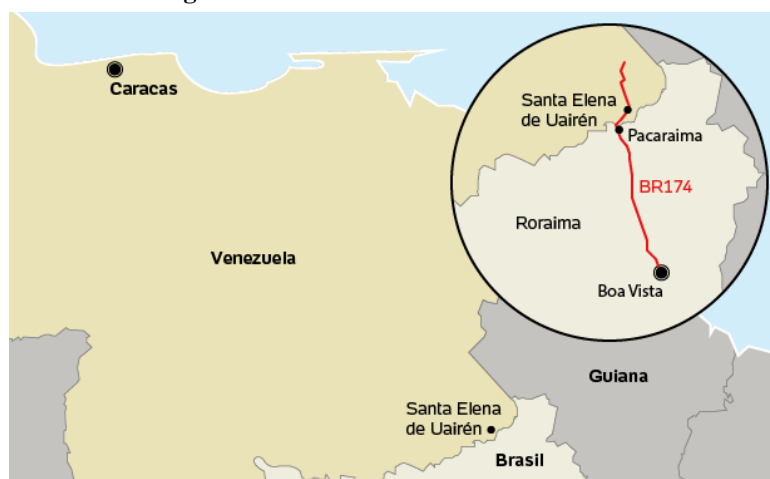 Caracas
Santa Elena
de Uairén
Pacaraima
BR174
Roraima
Venezuela
Boa Vista
Guiana
Santa Elena
de Uairén
Brasil